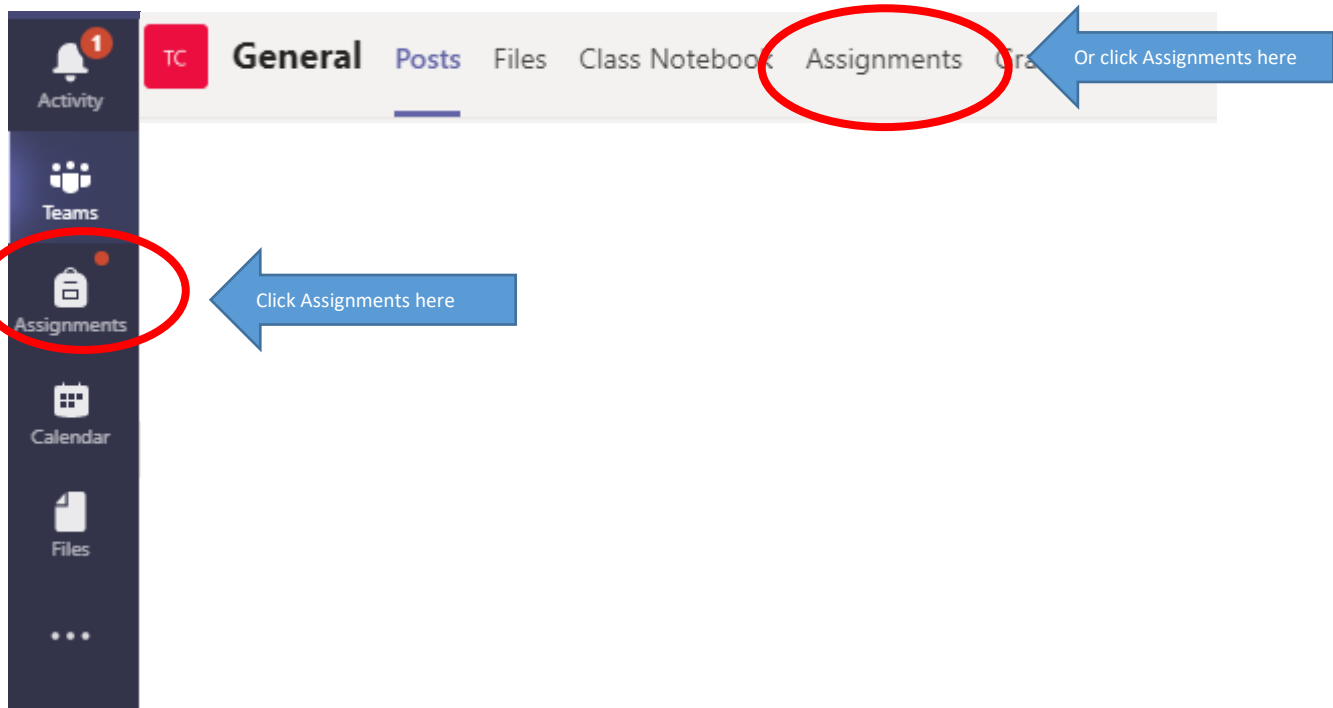 1
Activity
TC General Posts Files Class Notebook Assignments Gra
Or click Assignments here
Teams
Assignments
Click Assignments here
Calendar
Files